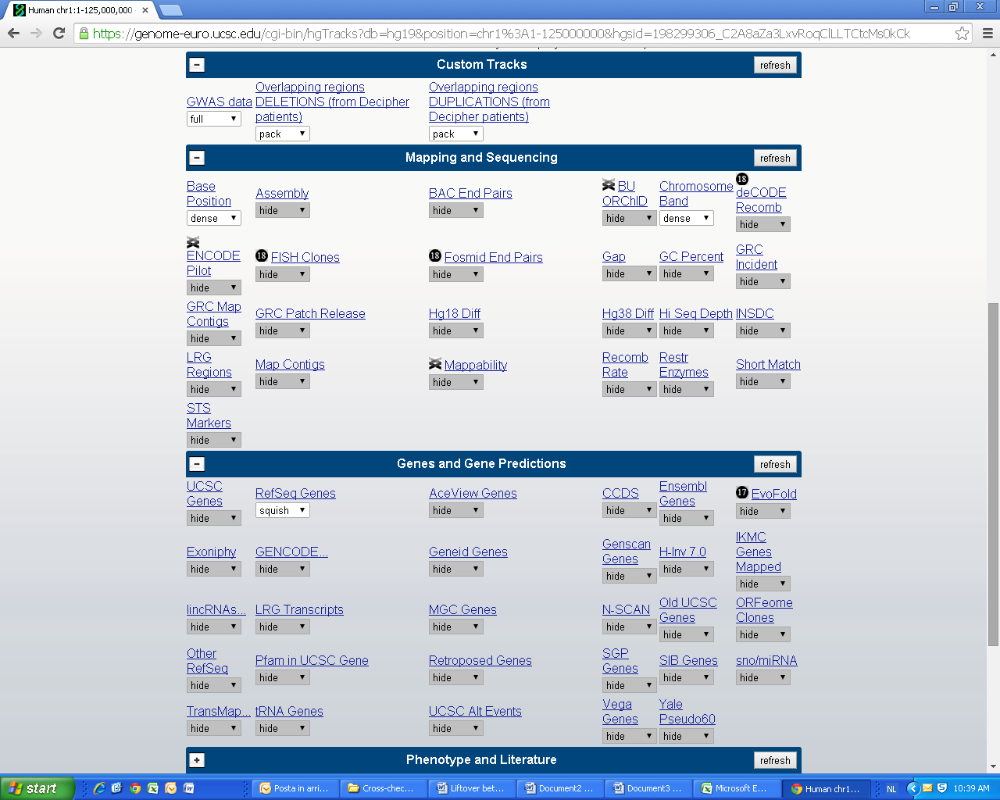 Human chr1:1-125,000,000
https://genome-euro.ucsc.edu/cgi-bin/hgTracks?db=hg19&position=chr1%3A1-125000000&hgsid=198299306_C2A8aZa3LxvRoqClLLTCtcMs0kCk
Custom Tracks refresh
GWAS data
full
Overlapping regions
DELETIONS (from Decipher
patients)
pack
Overlapping regions
DUPLICATIONS (from
Decipher patients)
pack
Mapping and Sequencing refresh
Base
Position
dense
Assembly
hide
BAC End Pairs
hide
BU
ORChID
hide
Chromosome
Band
dense
18
deCODE
Recomb
hide
ENCODE
Pilot
hide
18 FISH Clones
hide
18 Fosmid End Pairs
hide
Gap
hide
GC Percent
hide
GRC
Incident
hide
GRC Map
Contigs
hide
GRC Patch Release
hide
Hg18 Diff
hide
Hg38 Diff
hide
Hi Seq Depth
hide
INSDC
hide
LRG
Regions
hide
Map Contigs
hide
Mappability
hide
Recomb
Rate
hide
Restr
Enzymes
hide
Short Match
hide
STS
Markers
hide
Genes and Gene Predictions refresh
UCSC
Genes
hide
RefSeq Genes
squish
AceView Genes
hide
CCDS
hide
Ensembl
Genes
hide
17 EvoFold
hide
Exoniphy
hide
GENCODE...
hide
Geneid Genes
hide
Genscan
Genes
hide
H-Inv 7.0
hide
IKMC
Genes
Mapped
hide
lincRNAs...
hide
LRG Transcripts
hide
MGC Genes
hide
N-SCAN
hide
Old UCSC
Genes
hide
ORFeome
Clones
hide
Other
RefSeq
hide
Pfam in UCSC Gene
hide
Retroposed Genes
hide
SGP
Genes
hide
SIB Genes
hide
sno/miRNA
hide
TransMap...
hide
tRNA Genes
hide
UCSC Alt Events
hide
Vega
Genes
hide
Yale
Pseudo60
hide
Phenotype and Literature refresh
start Posta in arri... Cross-chec... Liftover bet... Document2 ... Document3 ... Microsoft E... Human chr1... NL 10:39 AM